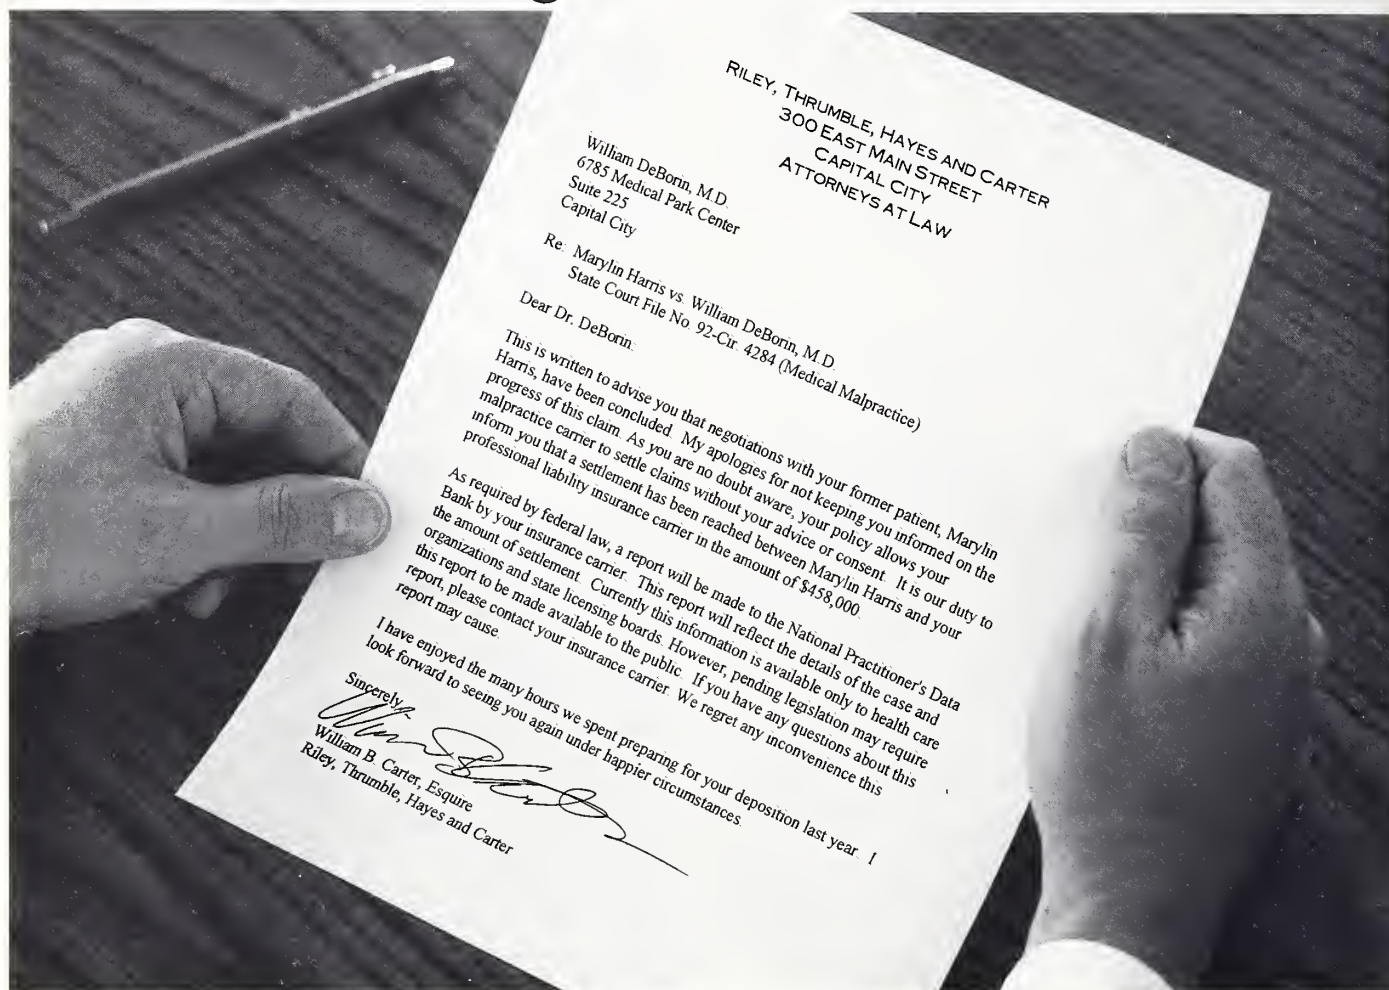 RILEY, THRUMBLE, HAYES AND CARTER
300 EAST MAIN STREET
CAPITAL CITY
ATTORNEYS AT LAW
William DeBorin, M.D.
6785 Medical Park Center
Suite 225
Capital City
Re: Marylin Harris vs. William DeBorin, M.D.
State Court File No. 92-Cir. 4284 (Medical Malpractice)
Dear Dr. DeBorin:
This is written to advise you that negotiations with your former patient, Marylin
Harris, have been concluded. My apologies for not keeping you informed on the
progress of this claim. As you are no doubt aware, your policy allows your
malpractice carrier to settle claims without your advice or consent. It is our duty to
inform you that a settlement has been reached between Marylin Harris and your
professional liability insurance carrier in the amount of $458,000.
As required by federal law, a report will be made to the National Practitioner's Data
Bank by your insurance carrier. This report will reflect the details of the case and
the amount of settlement. Currently this information is available only to health care
organizations and state licensing boards. However, pending legislation may require
this report to be made available to the public. If you have any questions about this
report, please contact your insurance carrier. We regret any inconvenience this
report may cause.
I have enjoyed the many hours we spent preparing for your deposition last year. I
look forward to seeing you again under happier circumstances.
Sincerely,
William B. Carter, Esquire
Riley, Thrumble, Hayes and Carter